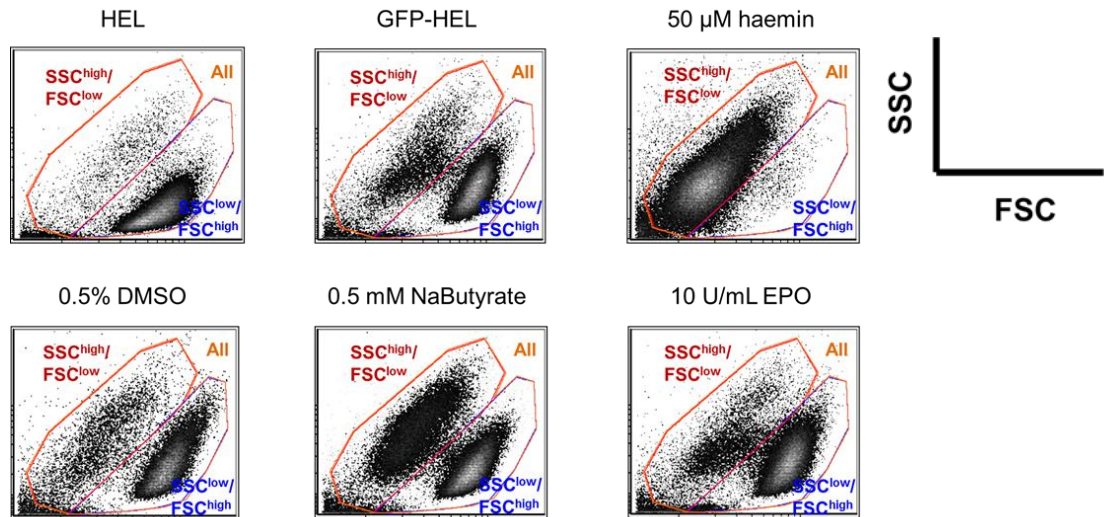 HEL
GFP-HEL
50 µM haemin
SSChigh/
FSClow
All
SSClow/
FSChigh
SSChigh/
FSClow
All
SSClow/
FSChigh
SSChigh/
FSClow
All
SSClow/
FSChigh
SSC
FSC
0.5% DMSO
0.5 mM NaButyrate
10 U/mL EPO
SSChigh/
FSClow
All
SSClow/
FSChigh
SSChigh/
FSClow
All
SSClow/
FSChigh
SSChigh/
FSClow
All
SSClow/
FSChigh